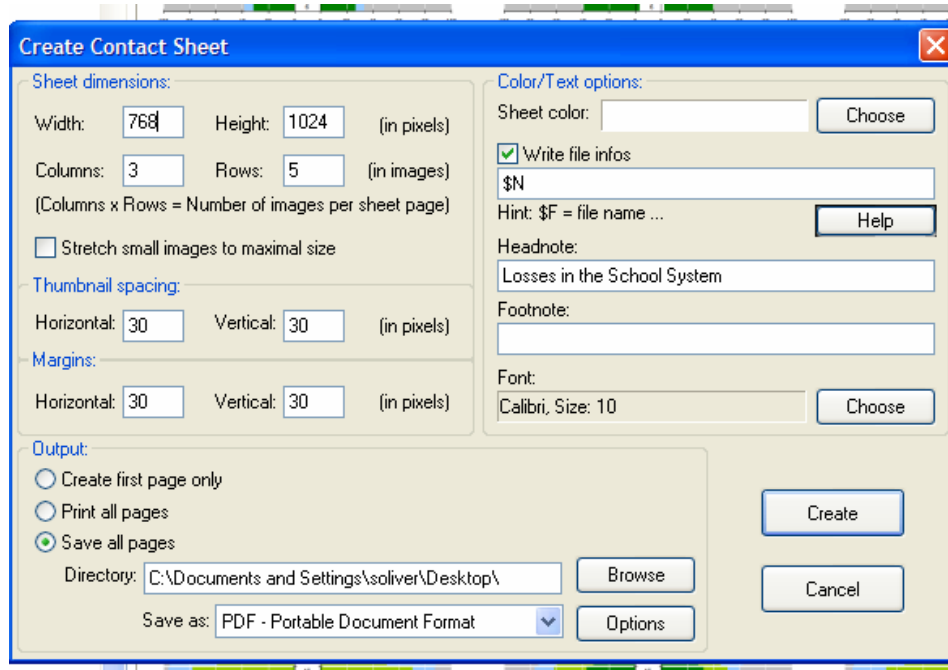 Create Contact Sheet
Sheet dimensions:
Width: 768 Height: 1024 (in pixels)
Columns: 3 Rows: 5 (in images)
(Columns x Rows = Number of images per sheet page)
Stretch small images to maximal size
Thumbnail spacing:
Horizontal: 30 Vertical: 30 (in pixels)
Margins:
Horizontal: 30 Vertical: 30 (in pixels)
Color/Text options:
Sheet color: Choose
Write file infos
$N
Hint: $F = file name ... Help
Headnote:
Losses in the School System
Footnote:
Font:
Calibri, Size: 10 Choose
Output:
Create first page only
Print all pages
Save all pages
Directory: C:\Documents and Settings\soliver\Desktop\ Browse
Save as: PDF - Portable Document Format Options
Create
Cancel